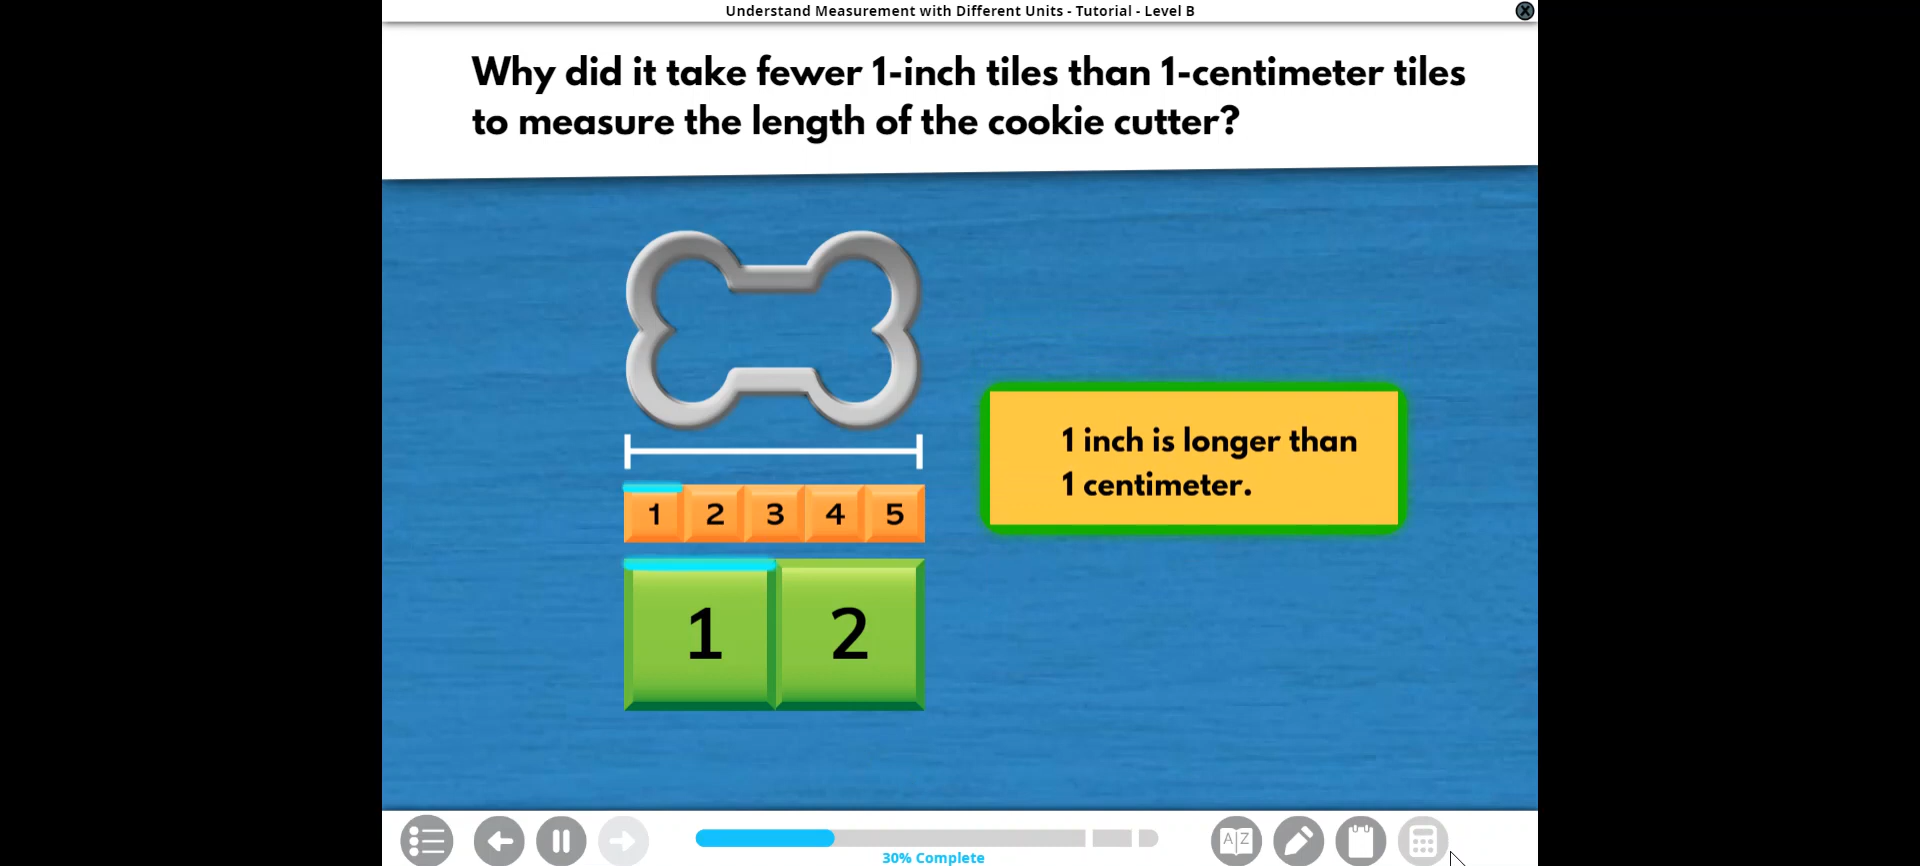 Understand Measurement with Different Units - Tutorial - Level B
Why did it take fewer 1-inch tiles than 1-centimeter tiles
to measure the length of the cookie cutter?
1 inch is longer than
1 centimeter.
1 2 3 4 5
1 2
A|Z
30% Complete